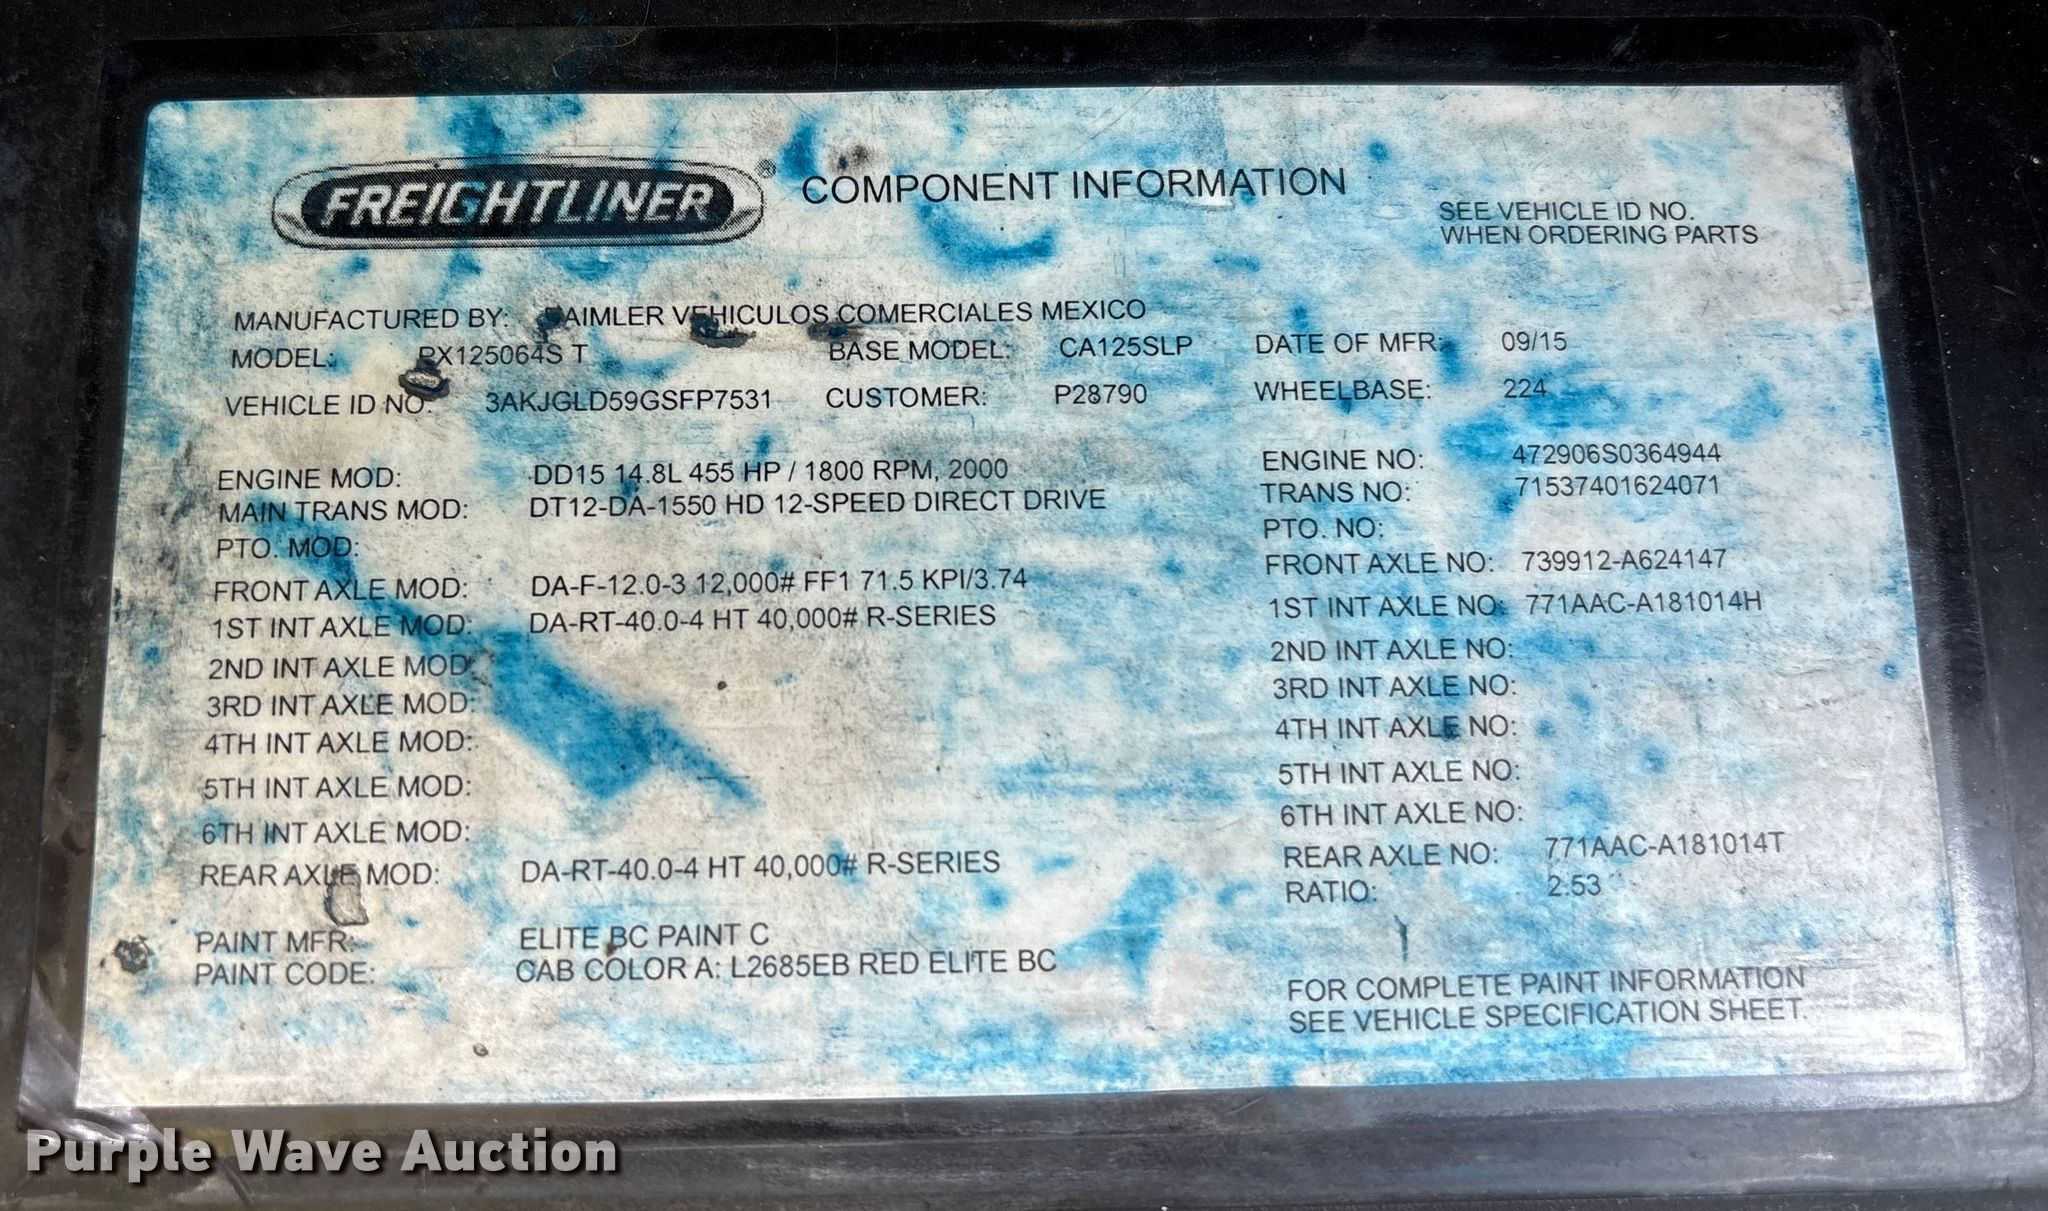 FREIGHTLINER® COMPONENT INFORMATION
SEE VEHICLE ID NO.
WHEN ORDERING PARTS
MANUFACTURED BY: DAIMLER VEHICULOS COMERCIALES MEXICO
MODEL: PX125064S T BASE MODEL: CA125SLP DATE OF MFR: 09/15
VEHICLE ID NO: 3AKJGLD59GSFP7531 CUSTOMER: P28790 WHEELBASE: 224
ENGINE MOD: DD15 14.8L 455 HP / 1800 RPM, 2000 ENGINE NO: 472906S0364944
MAIN TRANS MOD: DT12-DA-1550 HD 12-SPEED DIRECT DRIVE TRANS NO: 71537401624071
PTO. MOD: PTO. NO:
FRONT AXLE MOD: DA-F-12.0-3 12,000# FF1 71.5 KPI/3.74 FRONT AXLE NO: 739912-A624147
1ST INT AXLE MOD: DA-RT-40.0-4 HT 40,000# R-SERIES 1ST INT AXLE NO: 771AAC-A181014H
2ND INT AXLE MOD: 2ND INT AXLE NO:
3RD INT AXLE MOD: 3RD INT AXLE NO:
4TH INT AXLE MOD: 4TH INT AXLE NO:
5TH INT AXLE MOD: 5TH INT AXLE NO:
6TH INT AXLE MOD: 6TH INT AXLE NO:
REAR AXLE MOD: DA-RT-40.0-4 HT 40,000# R-SERIES REAR AXLE NO: 771AAC-A181014T
RATIO: 2.53
PAINT MFR: ELITE BC PAINT C
PAINT CODE: CAB COLOR A: L2685EB RED ELITE BC
FOR COMPLETE PAINT INFORMATION
SEE VEHICLE SPECIFICATION SHEET.
Purple Wave Auction